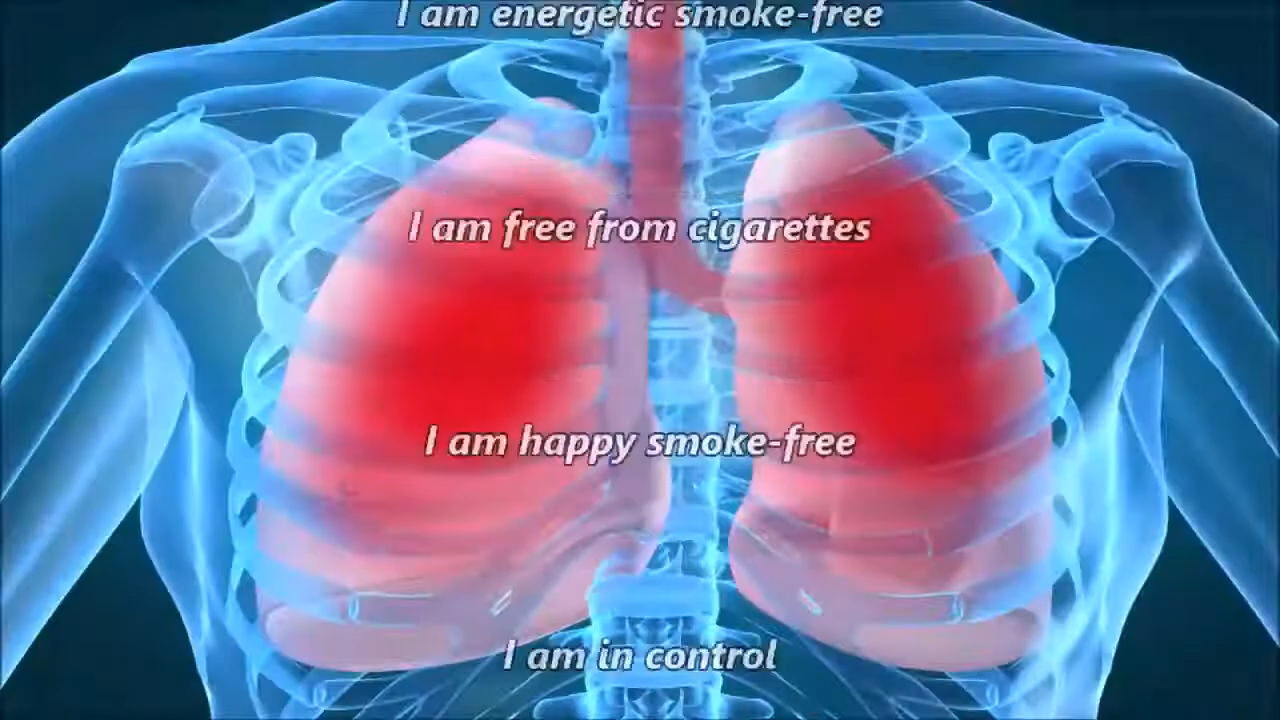 I am energetic smoke-free
I am free from cigarettes
I am happy smoke-free
I am in control